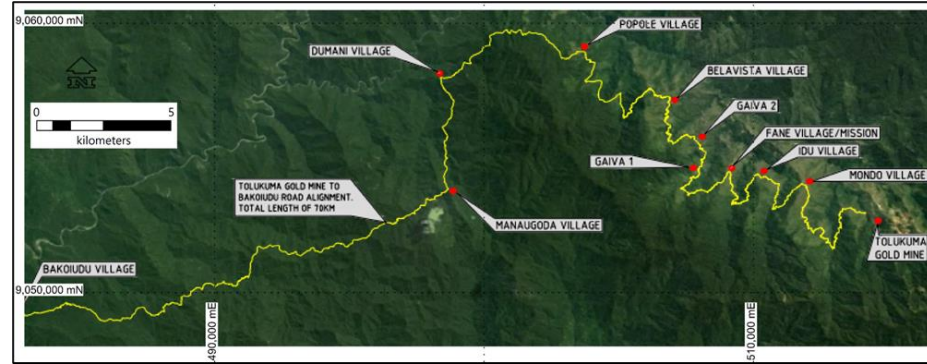 9,060,000 mN
POPOLE VILLAGE
DUMANI VILLAGE
BELAVISTA VILLAGE
N
GAIVA 2
0 5
kilometers
FANE VILLAGE/MISSION
GAIVA 1
IDU VILLAGE
MONDO VILLAGE
TOLUKUMA GOLD MINE TO
BAKOIUDU ROAD ALIGNMENT.
TOTAL LENGTH OF 70KM
MANAUGODA VILLAGE
TOLUKUMA
GOLD MINE
BAKOIUDU VILLAGE
9,050,000 mN
490,000 mE
510,000 mE